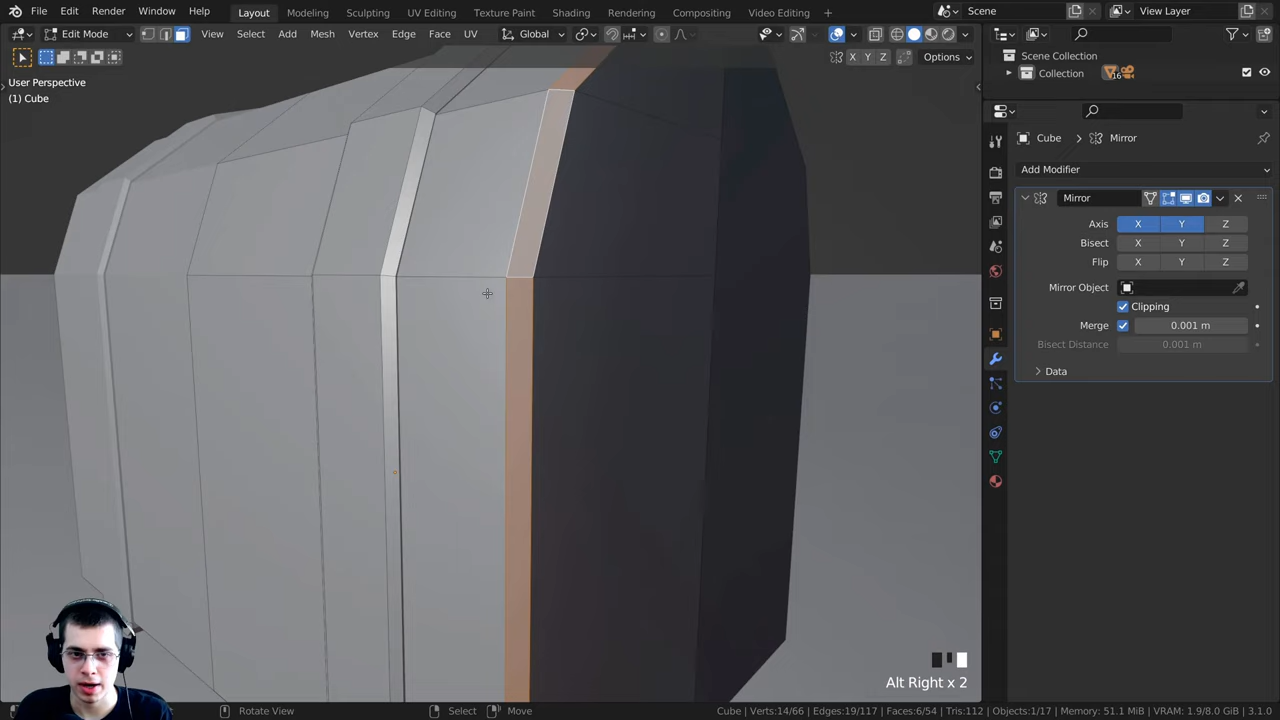 File Edit Render Window Help Layout Modeling Sculpting UV Editing Texture Paint Shading Rendering Compositing Video Editing Scene View Layer
Edit Mode View Select Add Mesh Vertex Edge Face UV Global
X Y Z Options
User Perspective
(1) Cube
Scene Collection
Collection 16
Cube > Mirror
Add Modifier
Mirror
Axis X Y Z
Bisect X Y Z
Flip X Y Z
Mirror Object
Clipping
Merge 0.001 m
Bisect Distance 0.001 m
Data
Alt Right x 2
Rotate View Select Move Cube | Verts:14/66 | Edges:19/117 | Faces:6/54 | Tris:112 | Objects:1/17 | Memory: 51.1 MiB | VRAM: 1.9/8.0 GiB | 3.1.0